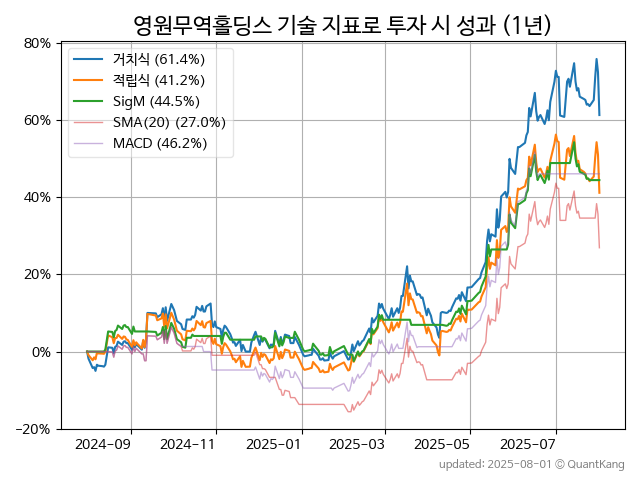 영원무역홀딩스 기술 지표로 투자 시 성과 (1년)
80%
60%
40%
20%
0%
−20%
거치식 (61.4%)
적립식 (41.2%)
SigM (44.5%)
SMA(20) (27.0%)
MACD (46.2%)
2024-09
2024-11
2025-01
2025-03
2025-05
2025-07
updated: 2025-08-01 © QuantKang